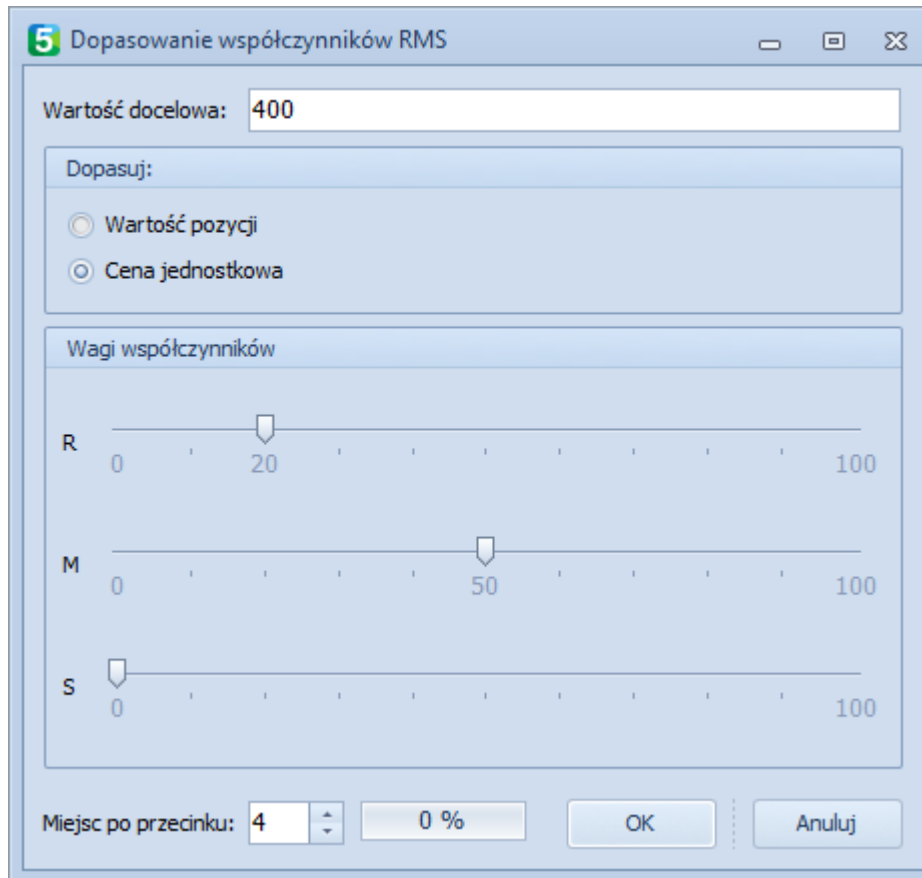 5 Dopasowanie współczynników RMS
Wartość docelowa: 400
Dopasuj:
Wartość pozycji
Cena jednostkowa
Wagi współczynników
R
0 20 100
M
0 50 100
S
0 100
Miejsc po przecinku: 4 0 % OK Anuluj